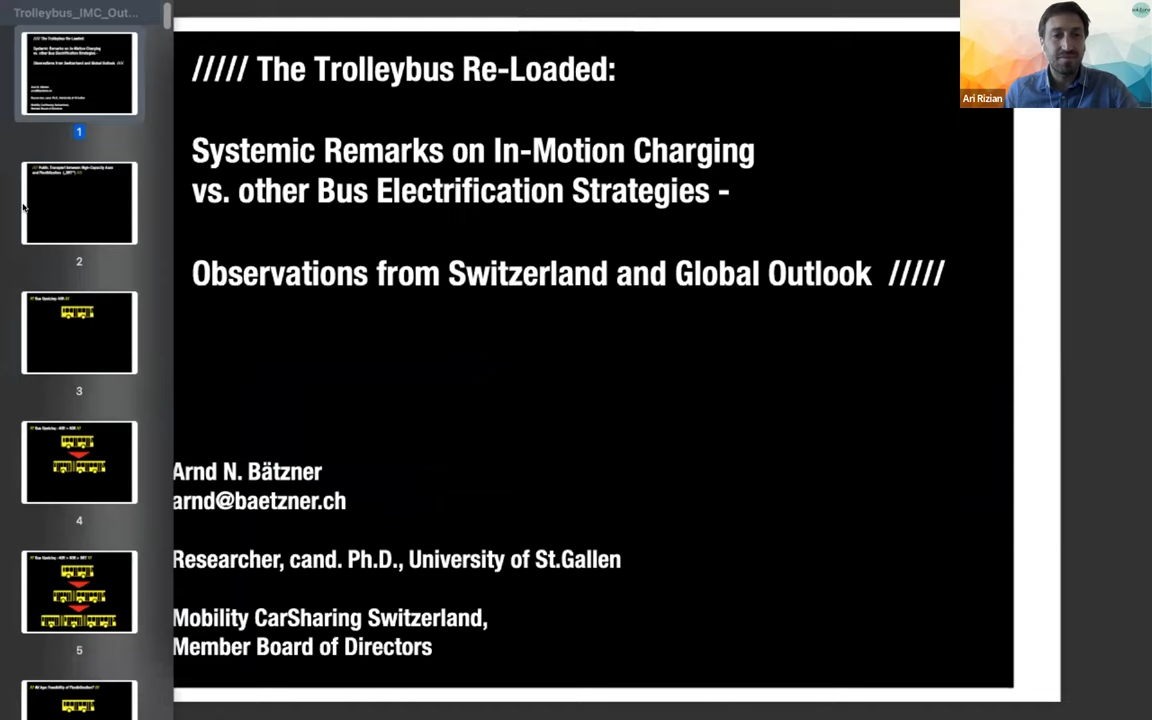 Trolleybus_IMC_Out...
1
2
3
4
5
///// The Trolleybus Re-Loaded:
Systemic Remarks on In-Motion Charging
vs. other Bus Electrification Strategies -
Observations from Switzerland and Global Outlook /////
Arnd N. Bätzner
arnd@baetzner.ch
Researcher, cand. Ph.D., University of St.Gallen
Mobility CarSharing Switzerland,
Member Board of Directors
Ari Rizian